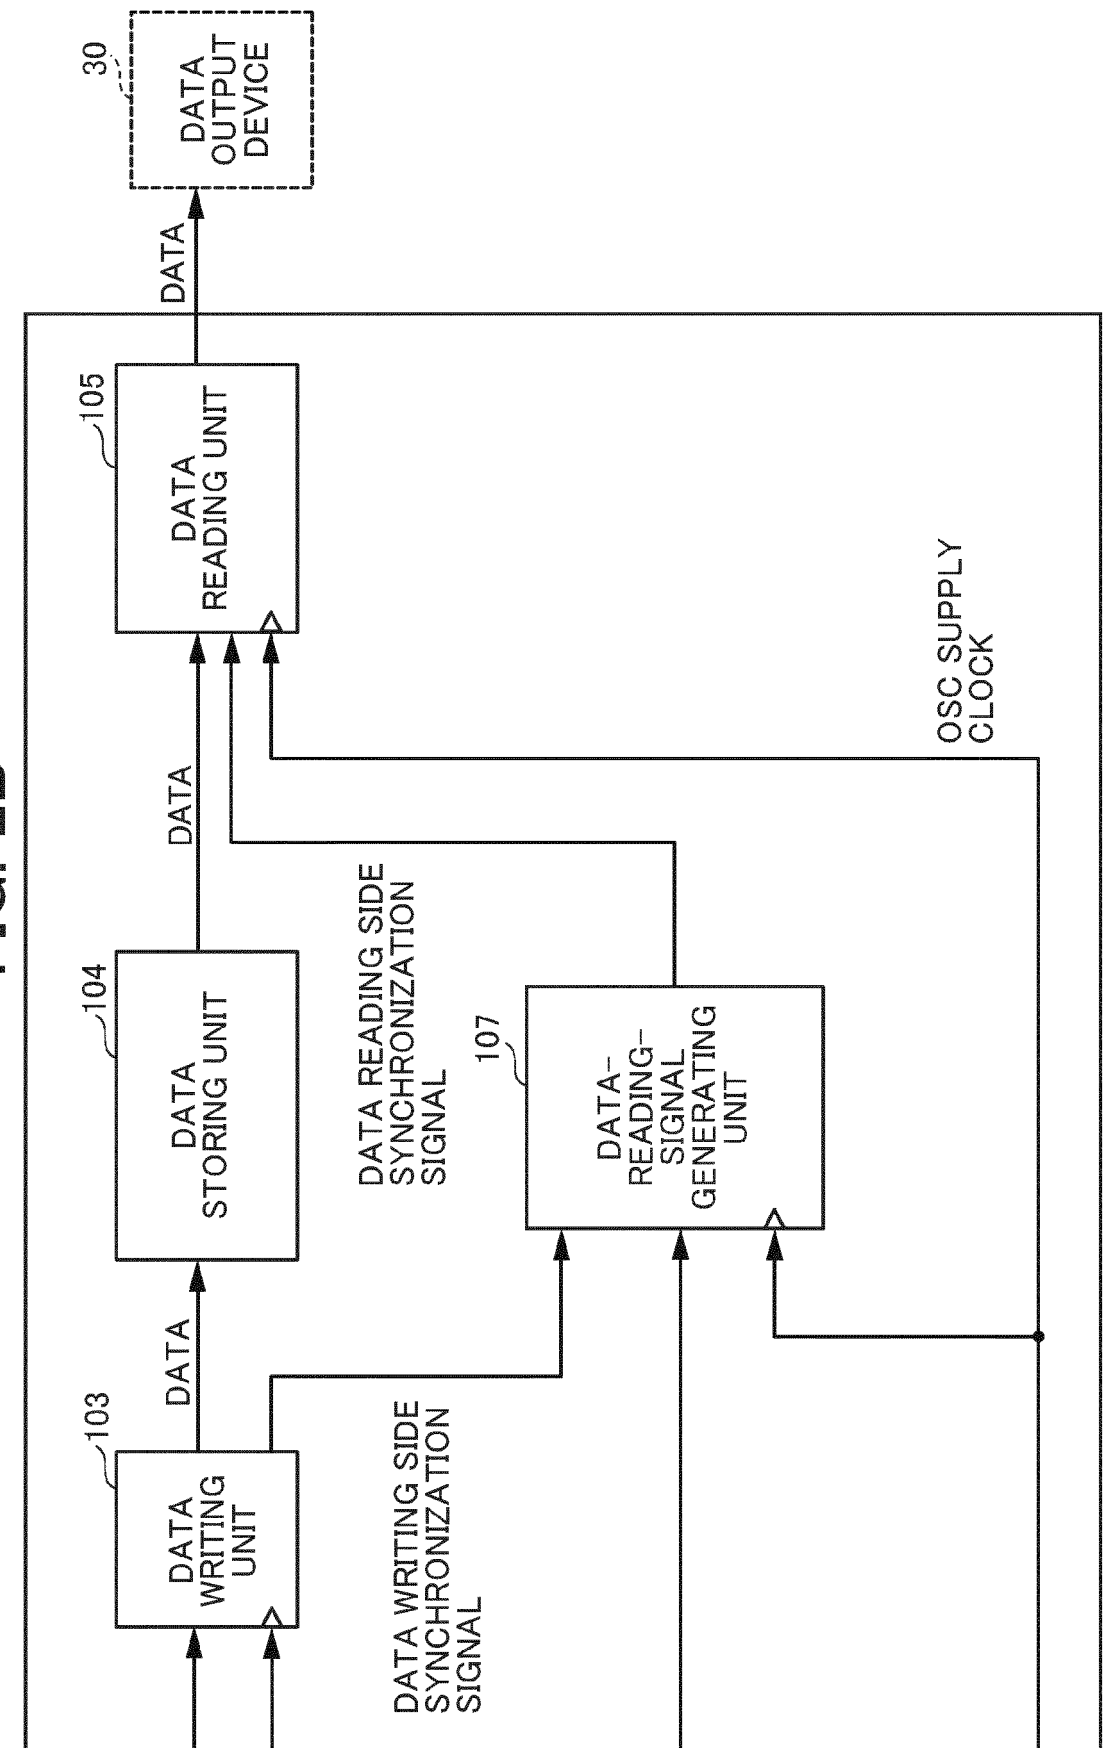 103
DATA
WRITING
UNIT
DATA
104
DATA
STORING UNIT
DATA
105
DATA
READING UNIT
DATA
30
DATA
OUTPUT
DEVICE
DATA WRITING SIDE
SYNCHRONIZATION
SIGNAL
DATA READING SIDE
SYNCHRONIZATION
SIGNAL
107
DATA-
READING-
SIGNAL
GENERATING
UNIT
OSC SUPPLY
CLOCK